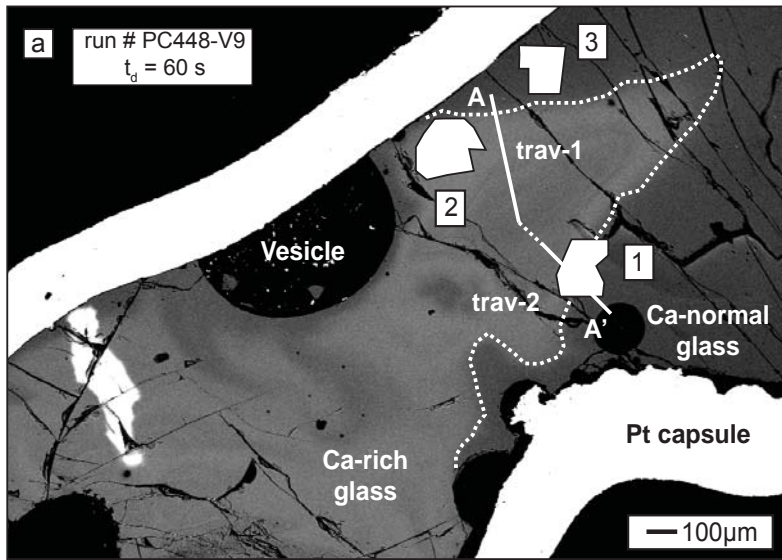 a
run # PC448-V9
td = 60 s
3
A
trav-1
2
Vesicle
1
trav-2
A'
Ca-normal
glass
Pt capsule
Ca-rich
glass
100µm